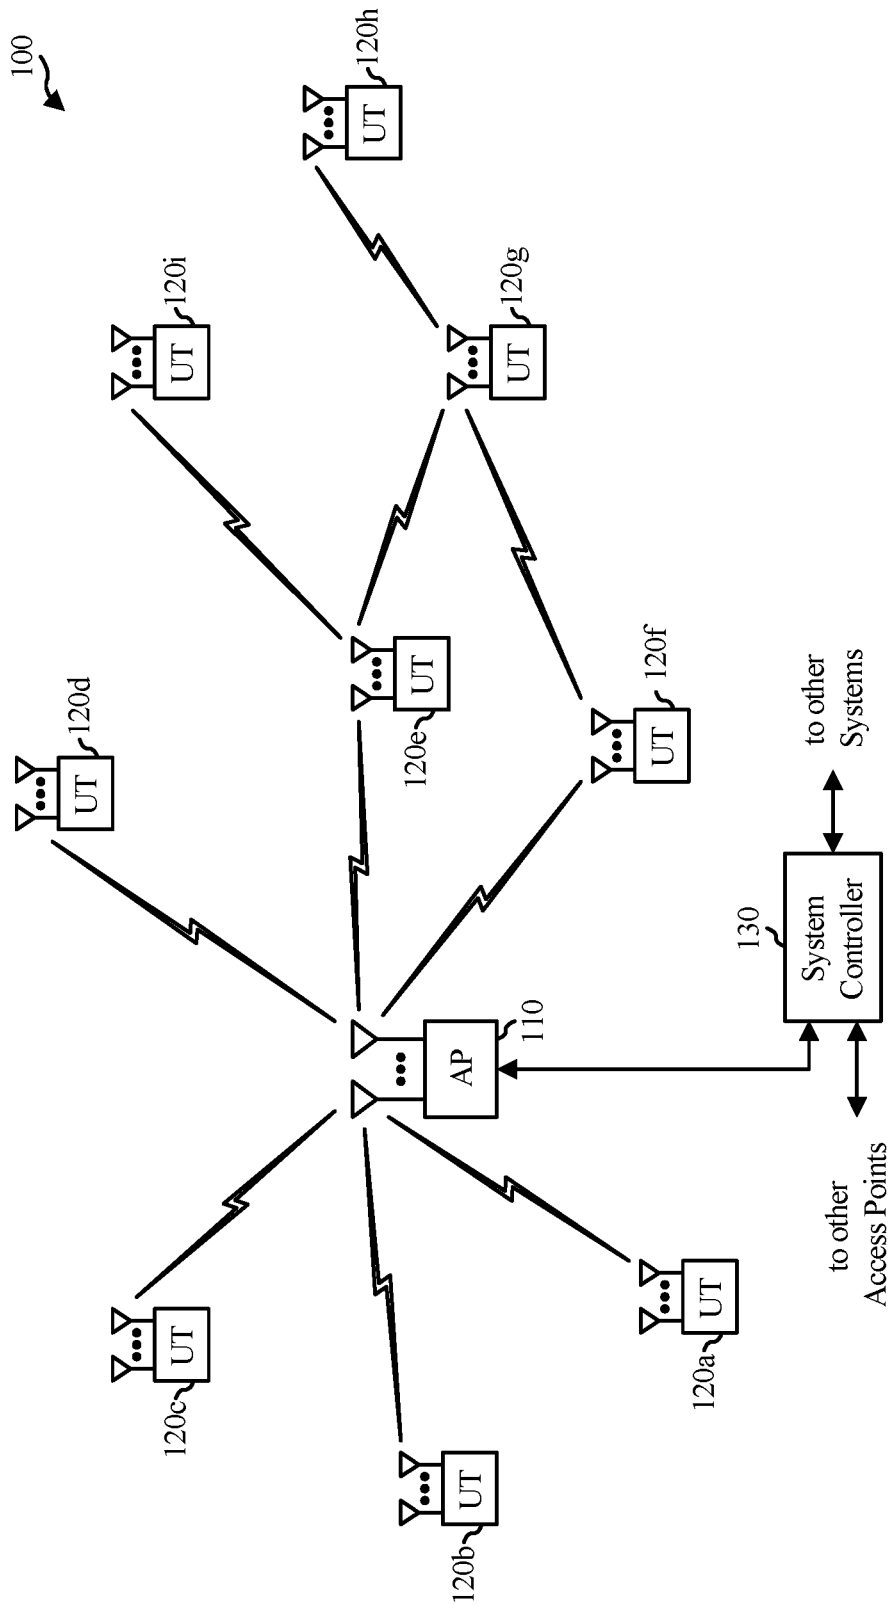 100
UT
120h
UT
120i
UT
120g
UT
120d
UT
120e
UT
120f
to other
Systems
AP
110
130
System
Controller
UT
120c
UT
120b
UT
120a
to other
Access Points